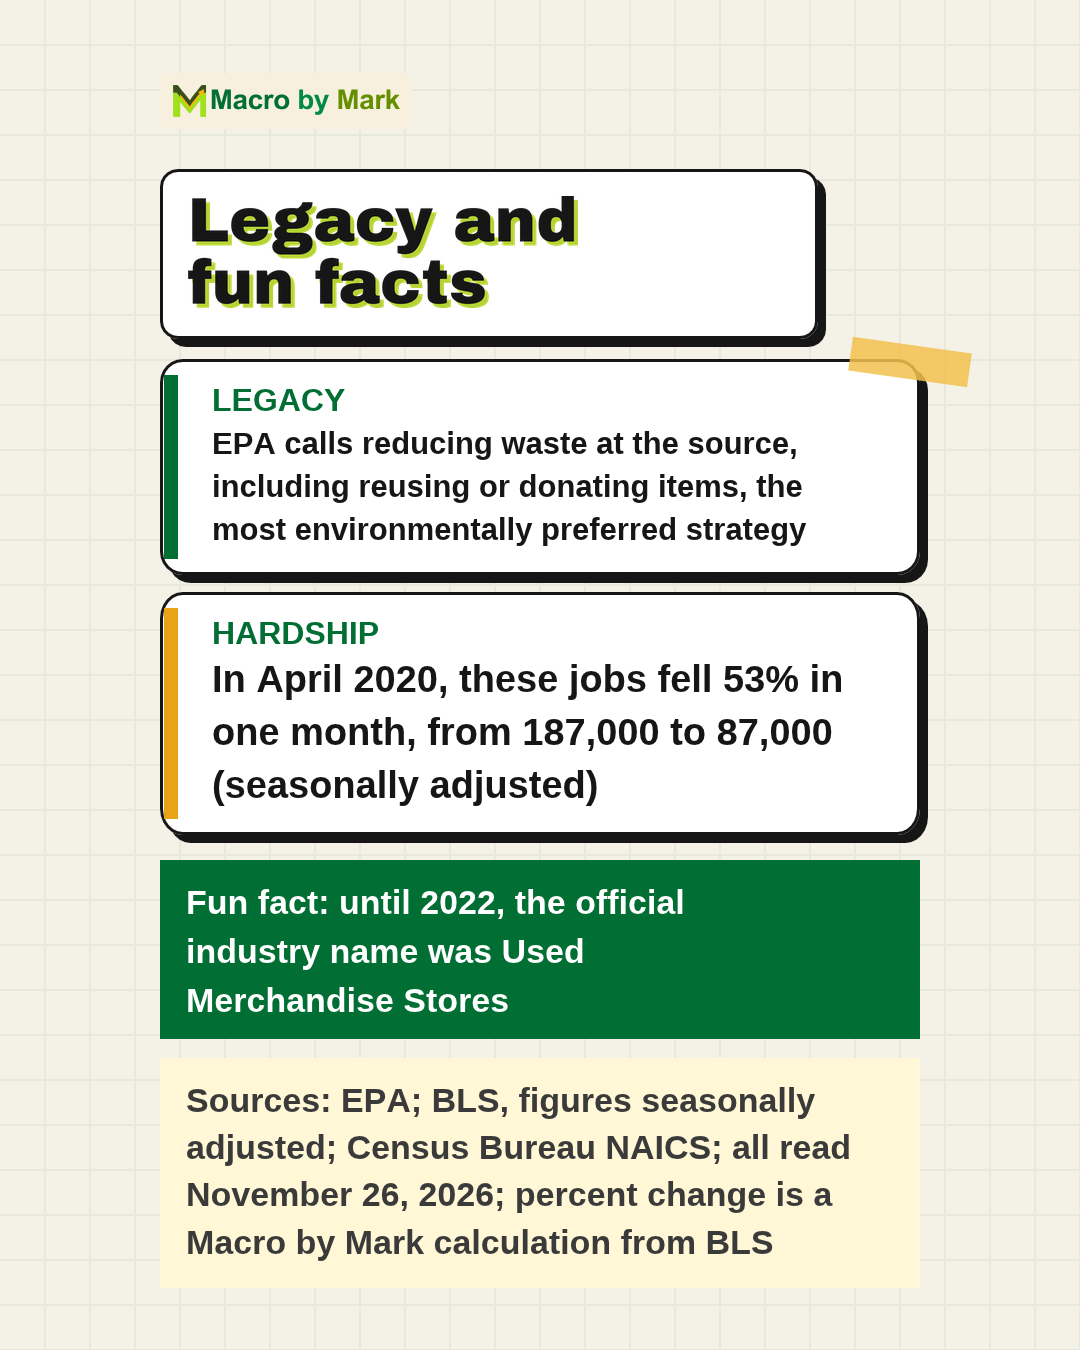 Macro by Mark
Legacy and
fun facts
LEGACY
EPA calls reducing waste at the source,
including reusing or donating items, the
most environmentally preferred strategy
HARDSHIP
In April 2020, these jobs fell 53% in
one month, from 187,000 to 87,000
(seasonally adjusted)
Fun fact: until 2022, the official
industry name was Used
Merchandise Stores
Sources: EPA; BLS, figures seasonally
adjusted; Census Bureau NAICS; all read
November 26, 2026; percent change is a
Macro by Mark calculation from BLS